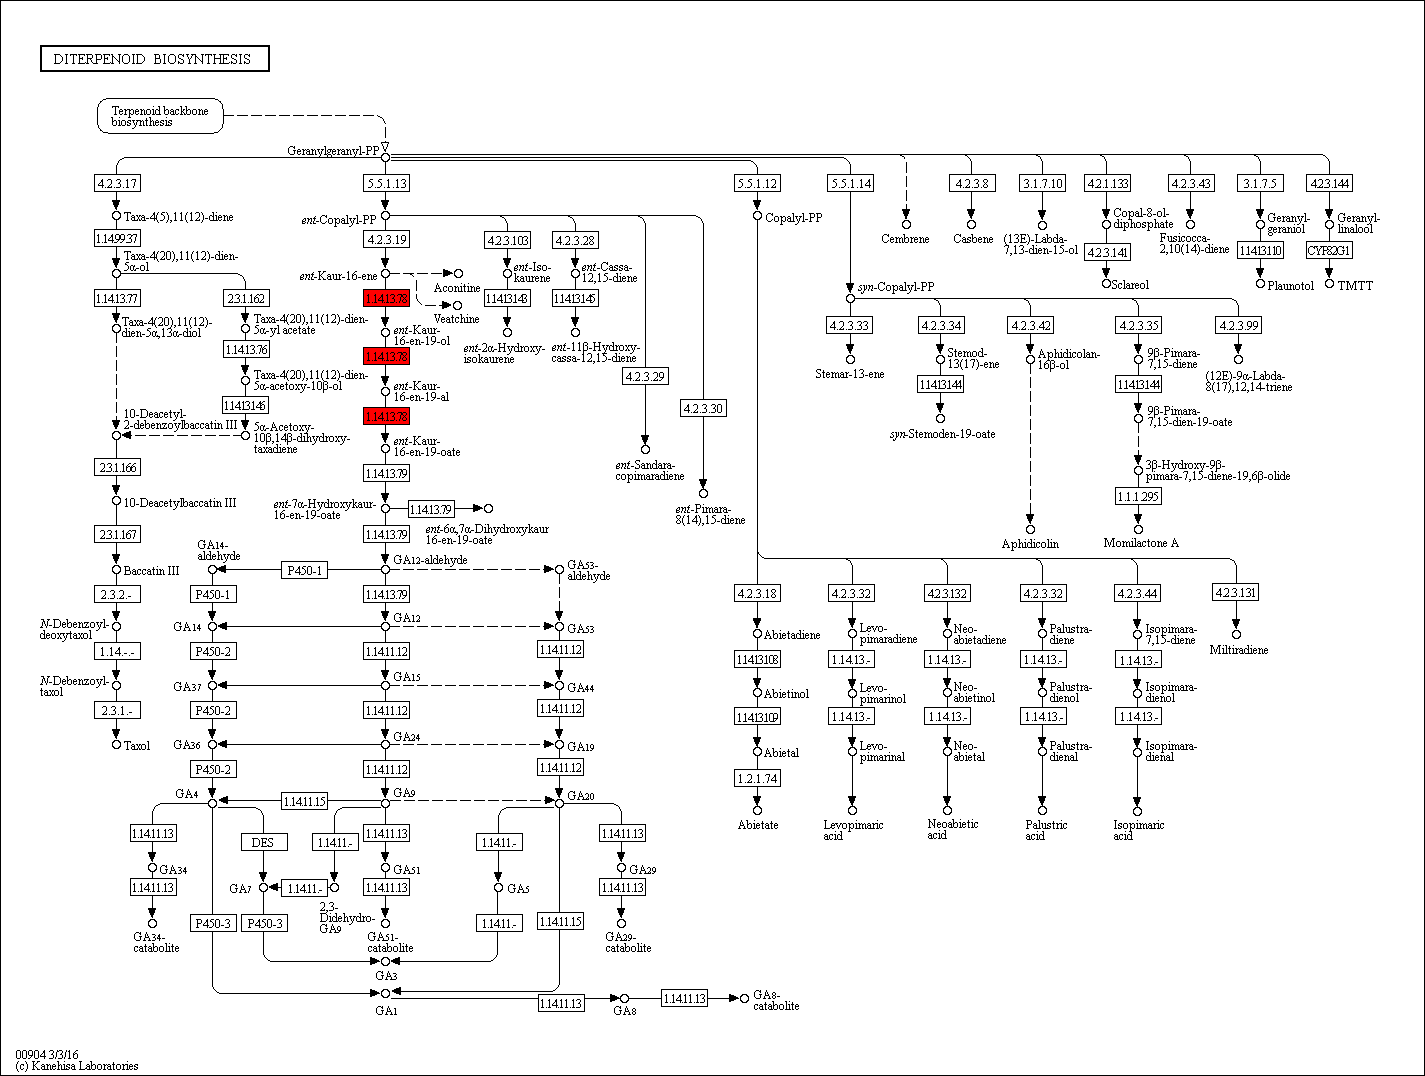 DITERPENOID BIOSYNTHESIS
Terpenoid backbone
biosynthesis
Geranylgeranyl-PP
4.2.3.17
5.5.1.13
5.5.1.12
5.5.1.14
4.2.3.8
3.1.7.10
4.2.1.133
4.2.3.43
3.1.7.5
4.2.3.144
Taxa-4(5),11(12)-diene
ent-Copalyl-PP
Copalyl-PP
Cembrene
Casbene
(13E)-Labda-
7,13-dien-15-ol
Copal-8-ol-
diphosphate
Fusicocca-
2,10(14)-diene
Geranyl-
geraniol
Geranyl-
linalool
1.14.99.37
4.2.3.19
4.2.3.103
4.2.3.28
4.2.3.141
1.14.13.110
CYP82G1
Taxa-4(20),11(12)-dien-
5α-ol
ent-Kaur-16-ene
Aconitine
Veatchine
ent-Iso-
kaurene
ent-Cassa-
12,15-diene
syn-Copalyl-PP
Sclareol
Plaunotol
TMTT
1.14.13.77
2.3.1.162
1.14.13.78
1.14.13.143
1.14.13.145
Taxa-4(20),11(12)-
dien-5α,13α-diol
Taxa-4(20),11(12)-dien-
5α-yl acetate
ent-Kaur-
16-en-19-ol
ent-2α-Hydroxy-
isokaurene
ent-11β-Hydroxy-
cassa-12,15-diene
4.2.3.33
4.2.3.34
4.2.3.42
4.2.3.35
4.2.3.99
1.14.13.76
1.14.13.78
4.2.3.29
4.2.3.30
Stemar-13-ene
Stemod-
13(17)-ene
Aphidicolan-
16β-ol
9β-Pimara-
7,15-diene
(12E)-9α-Labda-
8(17),12,14-triene
Taxa-4(20),11(12)-dien-
5α-acetoxy-10β-ol
ent-Kaur-
16-en-19-al
1.14.13.144
1.14.13.144
1.14.13.146
1.14.13.78
10-Deacetyl-
2-debenzoylbaccatin III
5α-Acetoxy-
10β,14β-dihydroxy-
taxadiene
ent-Kaur-
16-en-19-oate
syn-Stemoden-19-oate
9β-Pimara-
7,15-dien-19-oate
2.3.1.166
1.14.13.79
ent-Sandara-
copimaradiene
3β-Hydroxy-9β-
pimara-7,15-diene-19,6β-olide
10-Deacetylbaccatin III
ent-7α-Hydroxykaur-
16-en-19-oate
1.14.13.79
ent-6α,7α-Dihydroxykaur
16-en-19-oate
ent-Pimara-
8(14),15-diene
1.1.1.295
2.3.1.167
1.14.13.79
Aphidicolin
Momilactone A
Baccatin III
GA14-
aldehyde
P450-1
GA12-aldehyde
GA53-
aldehyde
2.3.2.-
P450-1
1.14.13.79
4.2.3.18
4.2.3.32
4.2.3.132
4.2.3.32
4.2.3.44
4.2.3.131
N-Debenzoyl-
deoxytaxol
GA14
GA12
GA53
Abietadiene
Levo-
pimaradiene
Neo-
abietadiene
Palustra-
diene
Isopimara-
7,15-diene
Miltiradiene
1.14.-.-
P450-2
1.14.11.12
1.14.11.12
1.14.13.108
1.14.13.-
1.14.13.-
1.14.13.-
1.14.13.-
N-Debenzoyl-
taxol
GA37
GA15
GA44
Abietinol
Levo-
pimarinol
Neo-
abietinol
Palustra-
dienol
Isopimara-
dienol
2.3.1.-
P450-2
1.14.11.12
1.14.11.12
1.14.13.109
1.14.13.-
1.14.13.-
1.14.13.-
1.14.13.-
Taxol
GA36
GA24
GA19
Abietal
Levo-
pimarinal
Neo-
abietal
Palustra-
dienal
Isopimara-
dienal
P450-2
1.14.11.12
1.14.11.12
1.2.1.74
GA4
1.14.11.15
GA9
GA20
Abietate
Levopimaric
acid
Neoabietic
acid
Palustric
acid
Isopimaric
acid
1.14.11.13
DES
1.14.11.-
1.14.11.13
1.14.11.-
1.14.11.13
GA34
GA7
1.14.11.-
GA51
GA5
GA29
1.14.11.13
1.14.11.13
1.14.11.13
2,3-
Didehydro-
GA9
P450-3
P450-3
1.14.11.-
1.14.11.15
GA34-
catabolite
GA51-
catabolite
GA29-
catabolite
GA3
GA1
1.14.11.13
GA8
1.14.11.13
GA8-
catabolite
00904 3/3/16
(c) Kanehisa Laboratories